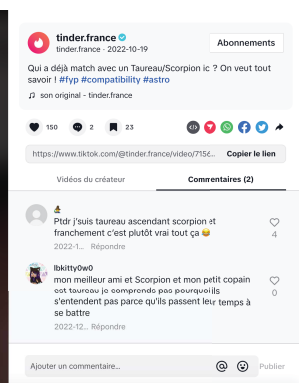 tinder.france
tinder.france · 2022-10-19
Abonnements
Qui a déjà match avec un Taureau/Scorpion ic ? On veut tout
savoir ! #fyp #compatibility #astro
son original - tinder.france
150
2
23
https://www.tiktok.com/@tinder.france/video/7156...
Copier le lien
Vidéos du créateur
Commentaires (2)
Ptdr j'suis taureau ascendant scorpion et
franchement c'est plutôt vrai tout ça 😂
4
2022-1... Répondre
lbkitty0w0
mon meilleur ami et Scorpion et mon petit copain
est taureau je comprends pas pourquoi ils
s'entendent pas parce qu'ils passent leur temps à
se battre
0
2022-12... Répondre
Ajouter un commentaire...
Publier